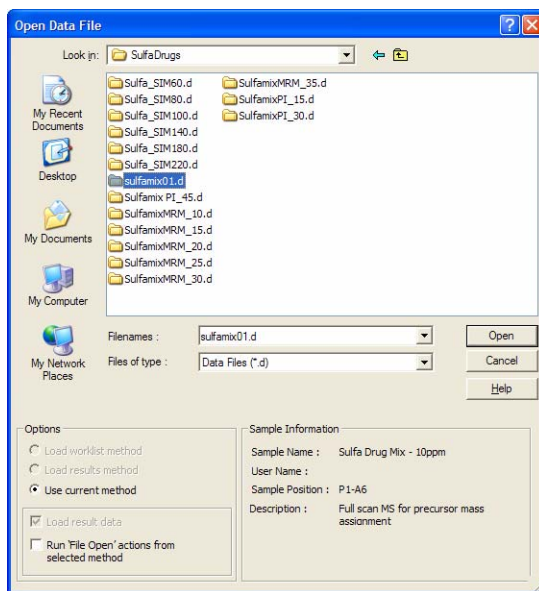 Open Data File
Look in:
SulfaDrugs
My Recent
Documents
Desktop
My Documents
My Computer
My Network
Places
Sulfa_SIM60.d
Sulfa_SIM80.d
Sulfa_SIM100.d
Sulfa_SIM140.d
Sulfa_SIM180.d
Sulfa_SIM220.d
sulfamix01.d
Sulfamix PI_45.d
SulfamixMRM_10.d
SulfamixMRM_15.d
SulfamixMRM_20.d
SulfamixMRM_25.d
SulfamixMRM_30.d
SulfamixMRM_35.d
SulfamixPI_15.d
SulfamixPI_30.d
Filenames :
sulfamix01.d
Open
Files of type :
Data Files (*.d)
Cancel
Help
Options
Load worklist method
Load results method
Use current method
Load result data
Run 'File Open' actions from
selected method
Sample Information
Sample Name : Sulfa Drug Mix - 10ppm
User Name :
Sample Position : P1-A6
Description : Full scan MS for precursor mass
assignment